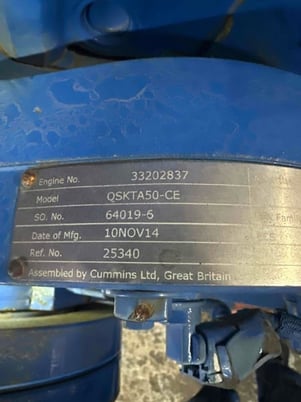 Engine No. 33202837
Model QSKTA50-CE
SO. No. 64019-6
Date of Mfg. 10NOV14
Ref. No. 25340
Assembled by Cummins Ltd, Great Britain